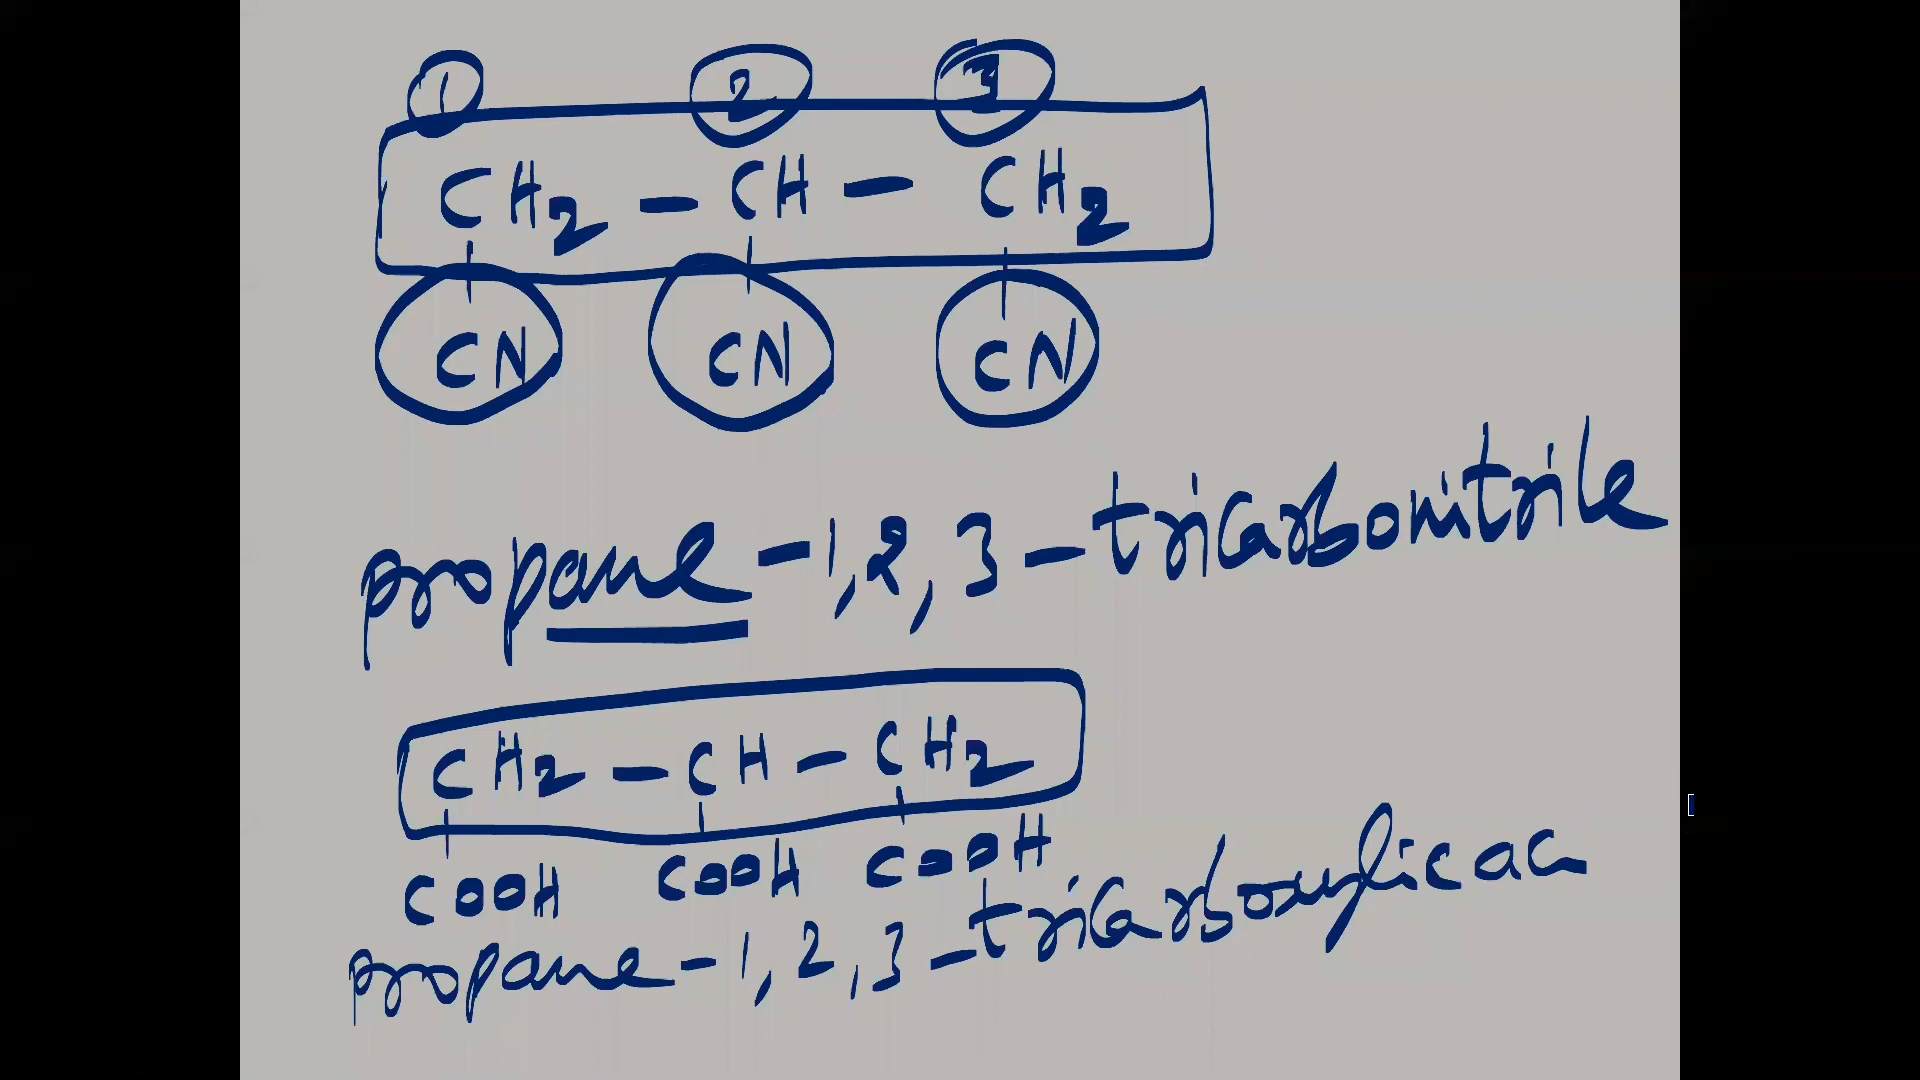 1 2 3
CH2 - CH - CH2
CN CN CN
propane-1,2,3-tricarbonitrile
CH2 - CH - CH2
COOH COOH COOH
propane-1,2,3-tricarboxylic ac